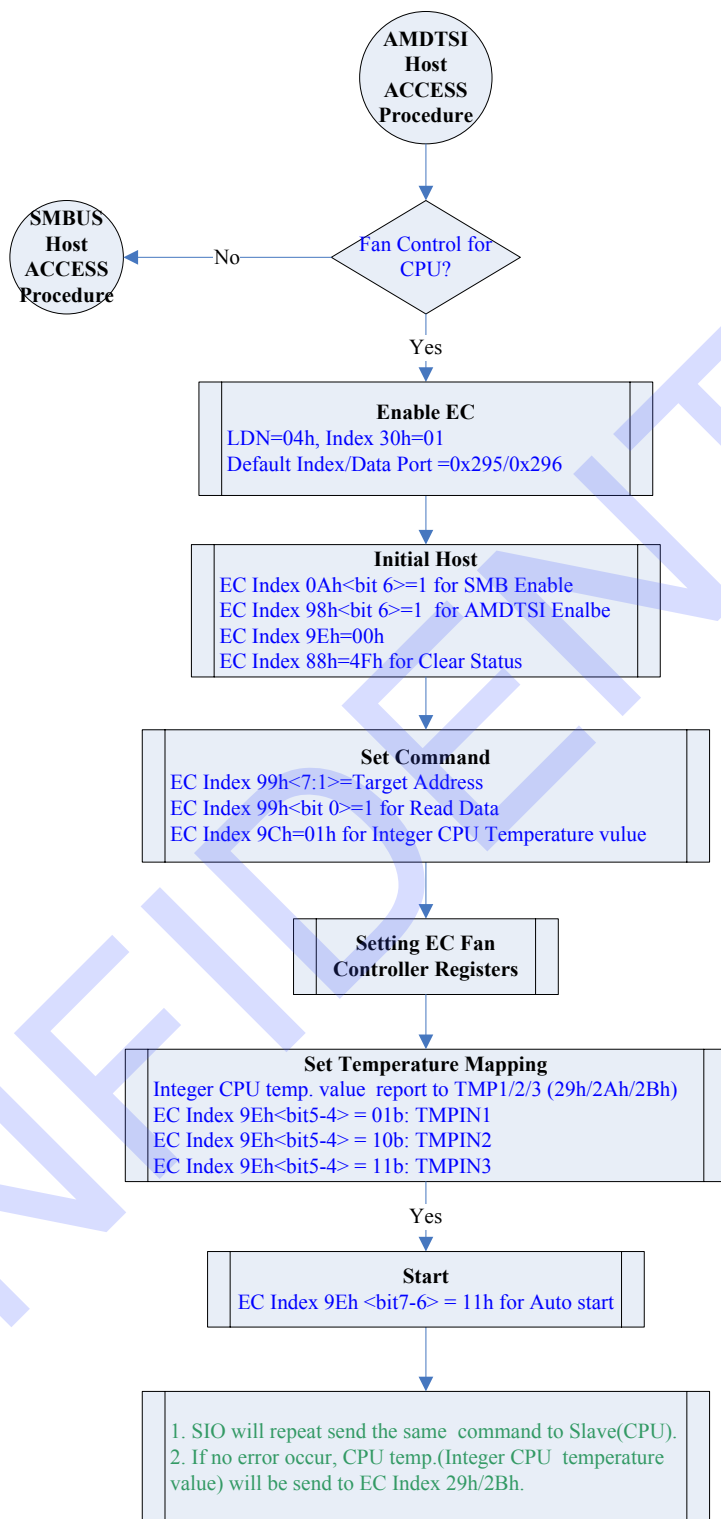 AMDTSI
Host
ACCESS
Procedure
SMBUS
Host
ACCESS
Procedure
No
Fan Control for
CPU?
Yes
Enable EC
LDN=04h, Index 30h=01
Default Index/Data Port =0x295/0x296
Initial Host
EC Index 0Ah<bit 6>=1 for SMB Enable
EC Index 98h<bit 6>=1  for AMDTSI Enalbe
EC Index 9Eh=00h
EC Index 88h=4Fh for Clear Status
Set Command
EC Index 99h<7:1>=Target Address
EC Index 99h<bit 0>=1 for Read Data
EC Index 9Ch=01h for Integer CPU Temperature vulue
Setting EC Fan
Controller Registers
Set Temperature Mapping
Integer CPU temp. value  report to TMP1/2/3 (29h/2Ah/2Bh)
EC Index 9Eh<bit5-4> = 01b: TMPIN1
EC Index 9Eh<bit5-4> = 10b: TMPIN2
EC Index 9Eh<bit5-4> = 11b: TMPIN3
Yes
Start
EC Index 9Eh <bit7-6> = 11h for Auto start
1. SIO will repeat send the same  command to Slave(CPU).
2. If no error occur, CPU temp.(Integer CPU  temperature
value) will be send to EC Index 29h/2Bh.
NFIDENT